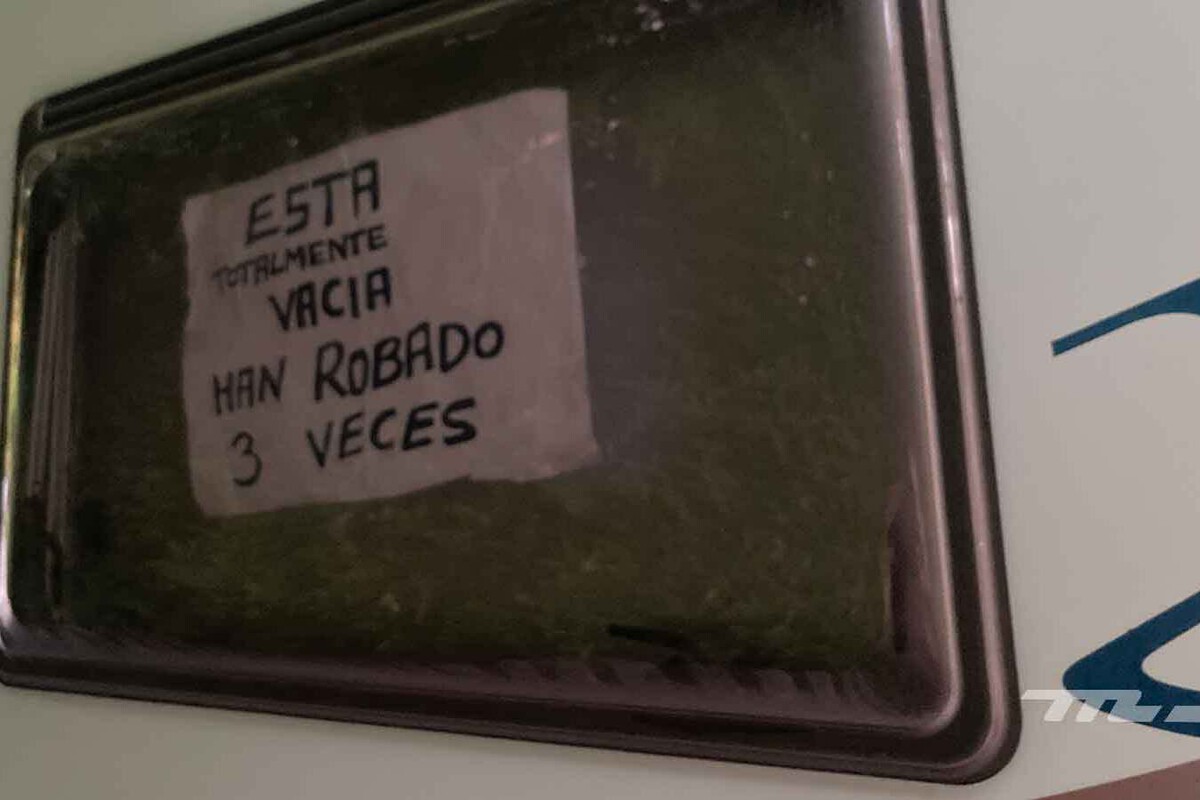 ESTA
TOTALMENTE
VACIA
HAN ROBADO
3 VECES